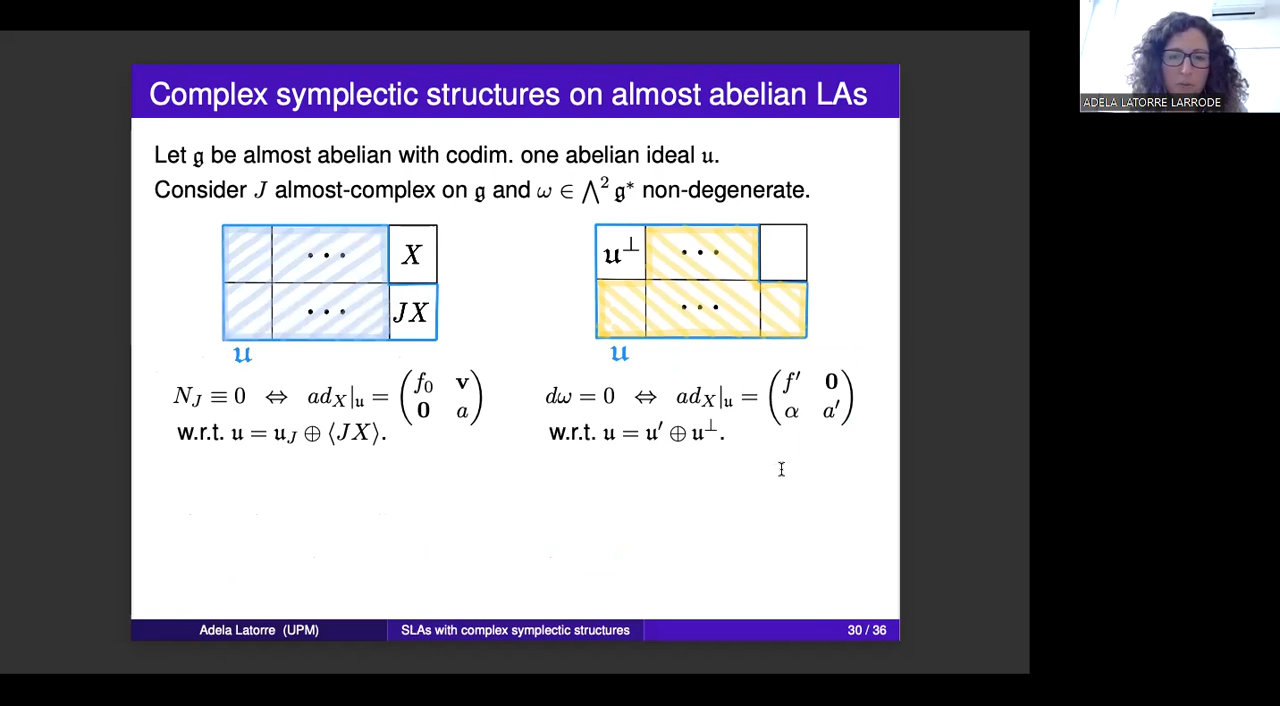 ADELA LATORRE LARRODE
Complex symplectic structures on almost abelian LAs
Let 𝔤 be almost abelian with codim. one abelian ideal 𝔲.
Consider J almost-complex on 𝔤 and ω ∈ ⋀² 𝔤* non-degenerate.
··· X
··· JX
𝔲
N_J ≡ 0 ⇔ ad_X|_𝔲 = (f₀ v
0 a)
w.r.t. 𝔲 = 𝔲_J ⊕ ⟨JX⟩.
𝔲^⊥ ···
···
𝔲
dω = 0 ⇔ ad_X|_𝔲 = (f′ 0
α a′)
w.r.t. 𝔲 = 𝔲′ ⊕ 𝔲^⊥.
Adela Latorre (UPM) SLAs with complex symplectic structures 30 / 36